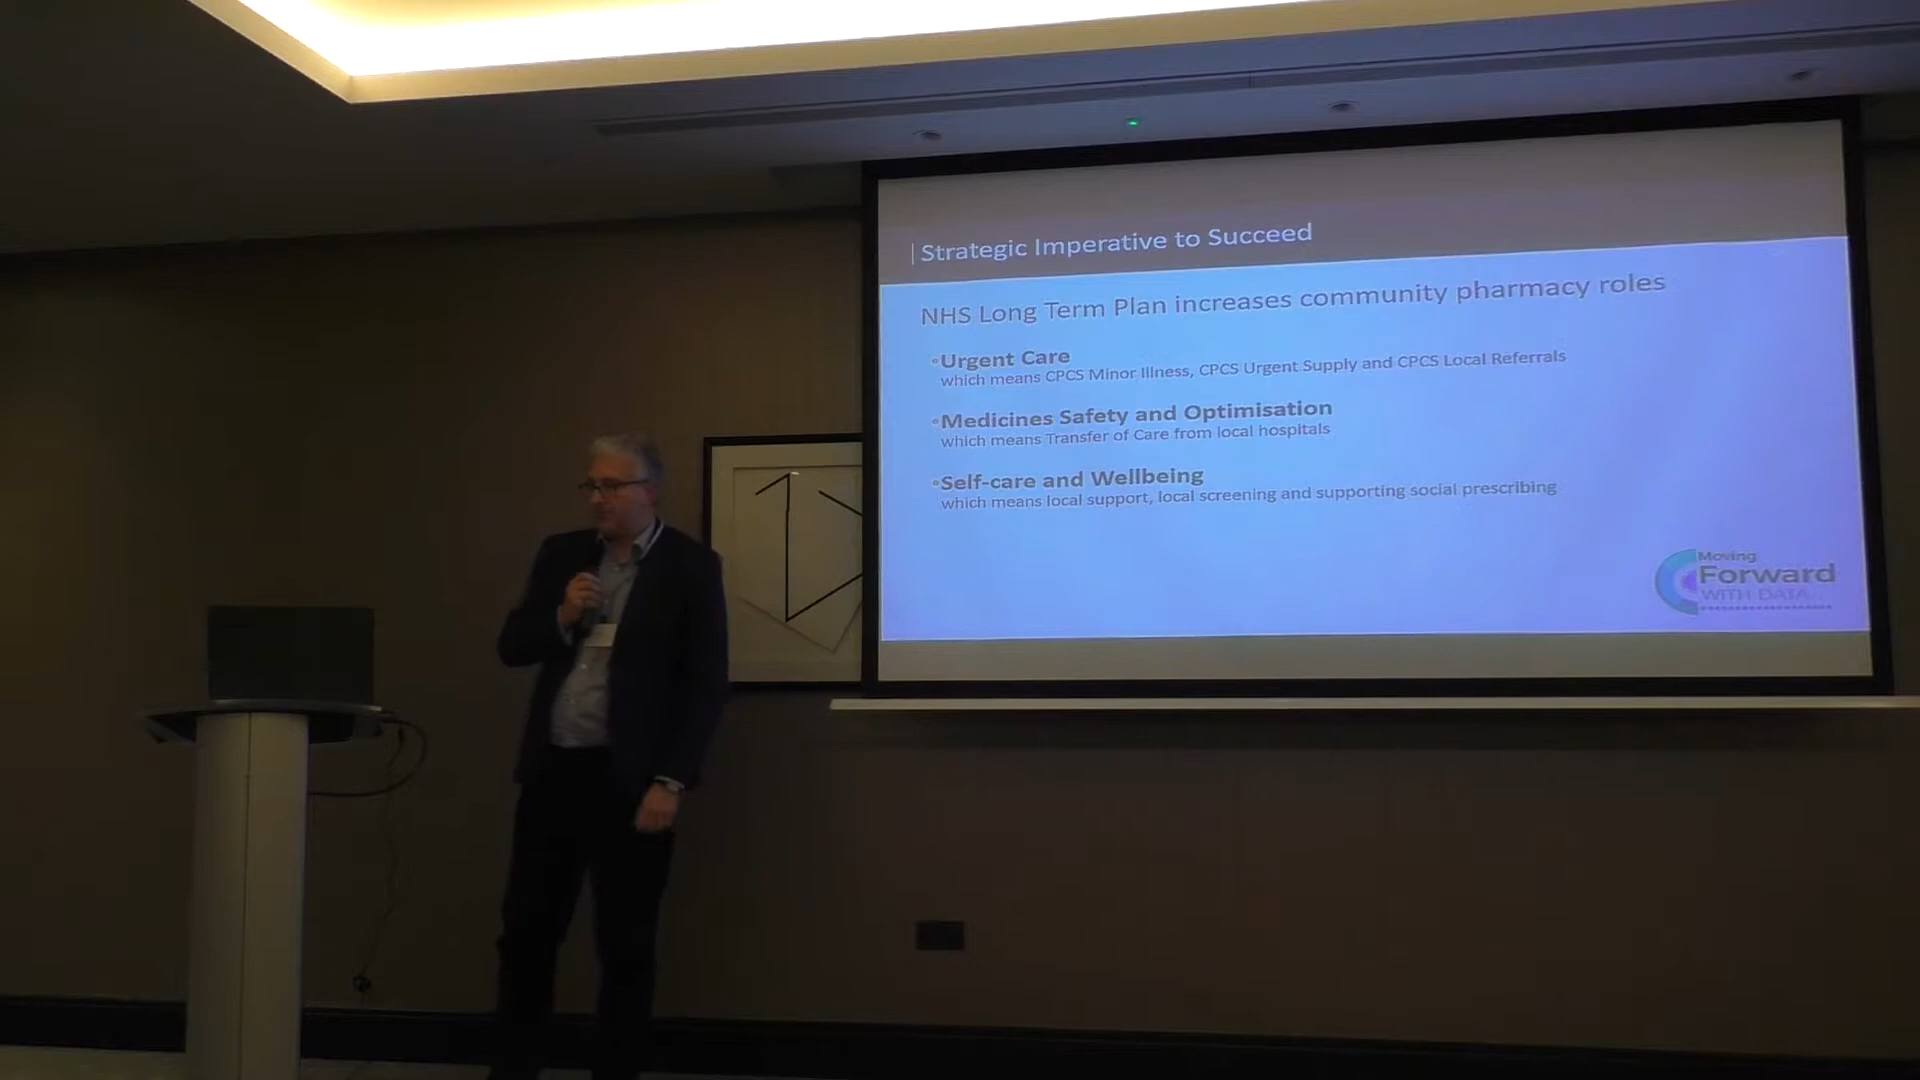 Strategic Imperative to Succeed
NHS Long Term Plan increases community pharmacy roles
◦Urgent Care
which means CPCS Minor Illness, CPCS Urgent Supply and CPCS Local Referrals
◦Medicines Safety and Optimisation
which means Transfer of Care from local hospitals
◦Self-care and Wellbeing
which means local support, local screening and supporting social prescribing
Moving
Forward
WITH DATA...